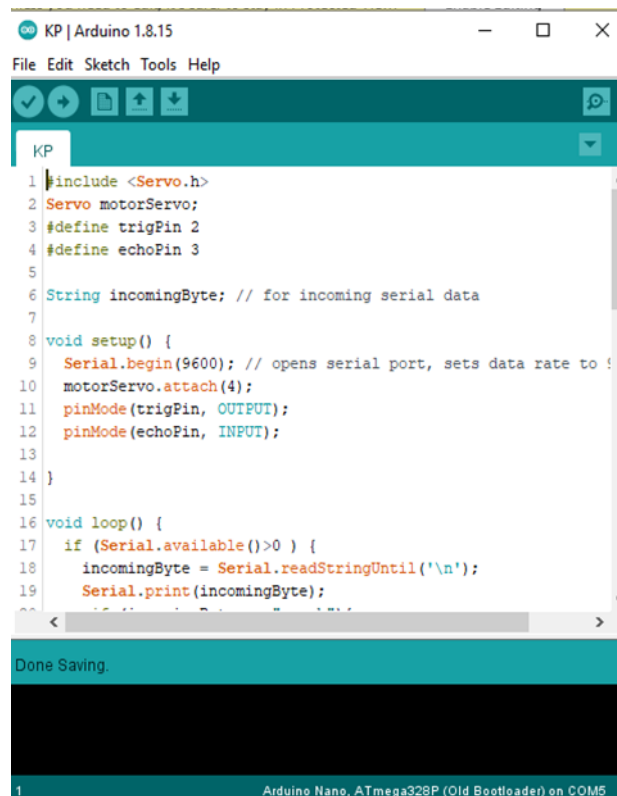 KP | Arduino 1.8.15
File Edit Sketch Tools Help
KP
1 #include <Servo.h>
2 Servo motorServo;
3 #define trigPin 2
4 #define echoPin 3
5
6 String incomingByte; // for incoming serial data
7
8 void setup() {
9 Serial.begin(9600); // opens serial port, sets data rate to
10 motorServo.attach(4);
11 pinMode(trigPin, OUTPUT);
12 pinMode(echoPin, INPUT);
13
14 }
15
16 void loop() {
17 if (Serial.available()>0 ) {
18 incomingByte = Serial.readStringUntil('\n');
19 Serial.print(incomingByte);
Done Saving.
1 Arduino Nano, ATmega328P (Old Bootloader) on COM5